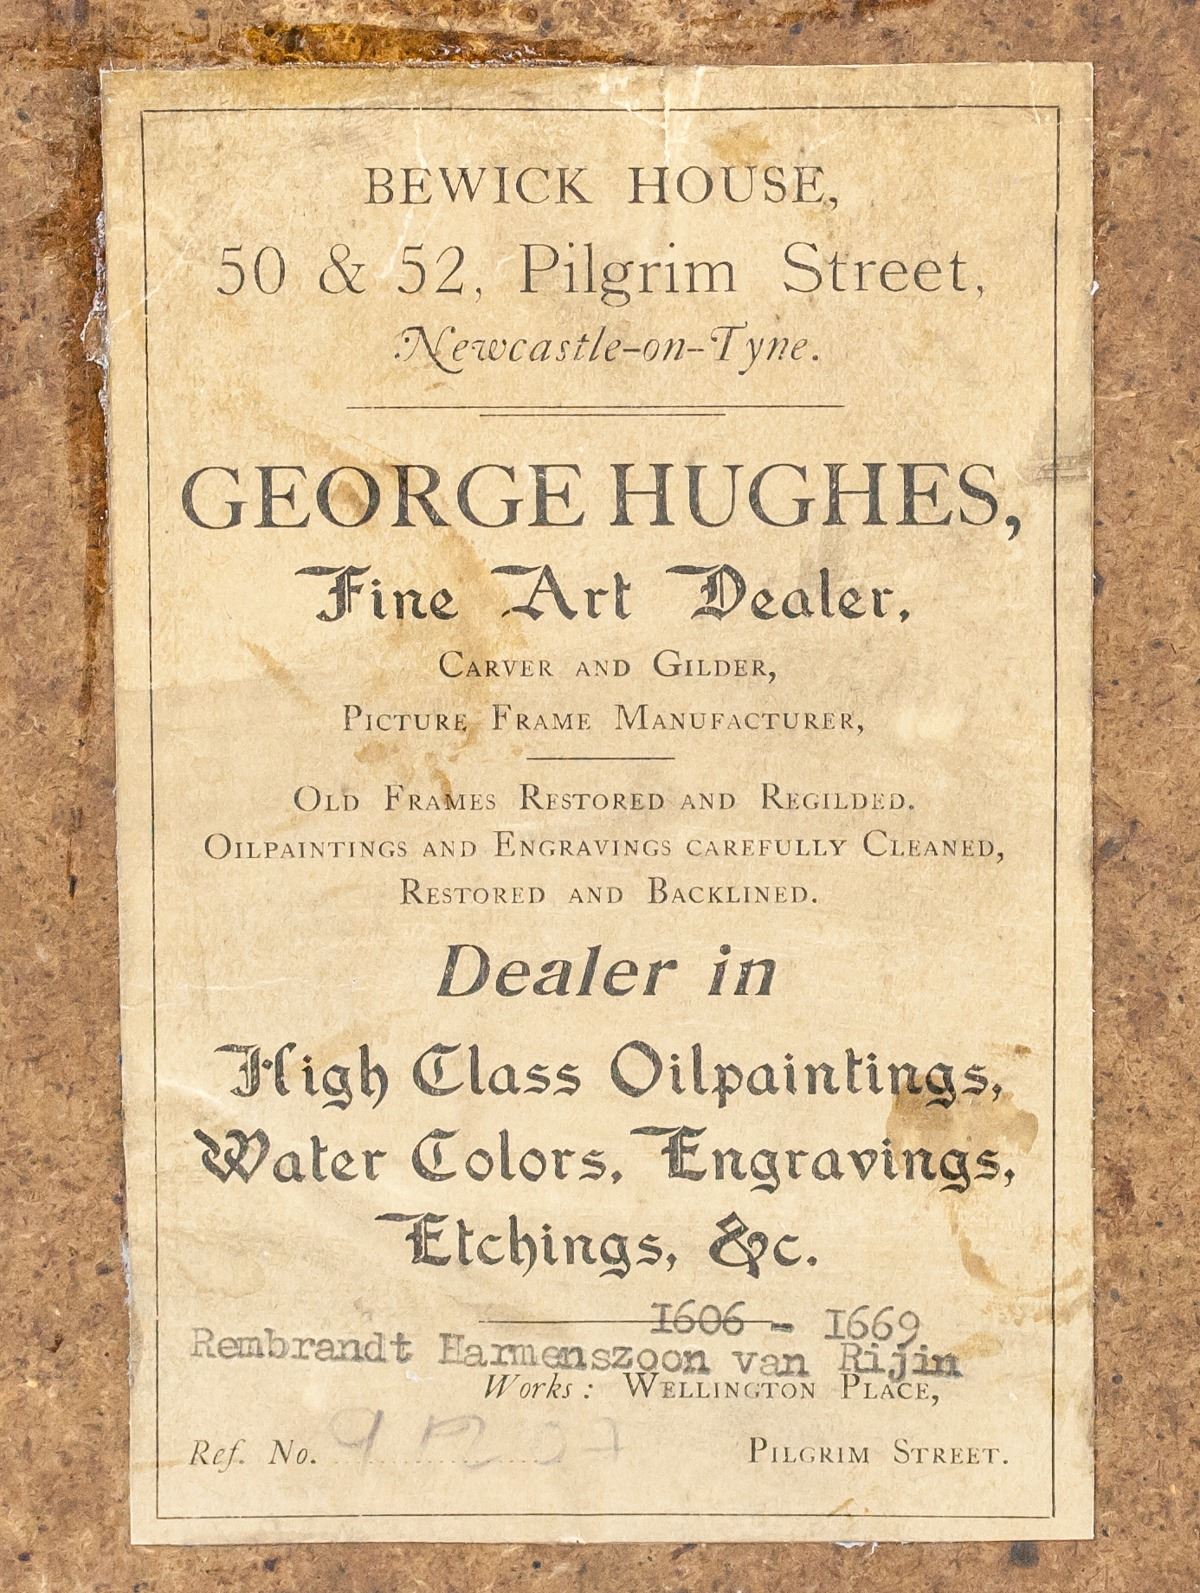 BEWICK HOUSE,
50 & 52, Pilgrim Street,
Newcastle-on-Tyne.
GEORGE HUGHES,
Fine Art Dealer,
CARVER AND GILDER,
PICTURE FRAME MANUFACTURER,
OLD FRAMES RESTORED AND REGILDED.
OILPAINTINGS AND ENGRAVINGS CAREFULLY CLEANED,
RESTORED AND BACKLINED.
Dealer in
High Class Oilpaintings,
Water Colors, Engravings,
Etchings, &c.
1606 - 1669
Rembrandt Harmenszoon van Rijin
Works: WELLINGTON PLACE,
Ref. No. PILGRIM STREET.